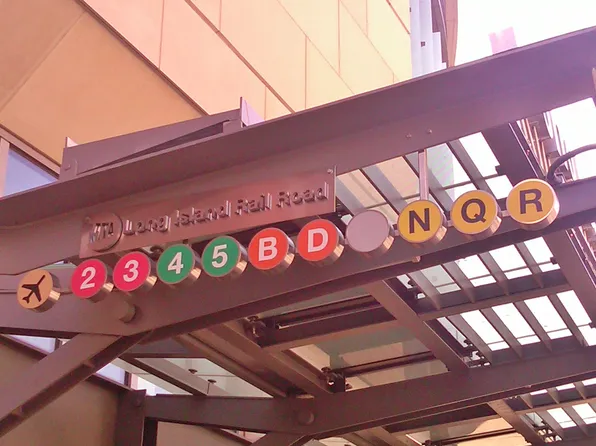 MTA Long Island Rail Road
2 3 4 5 B D N Q R